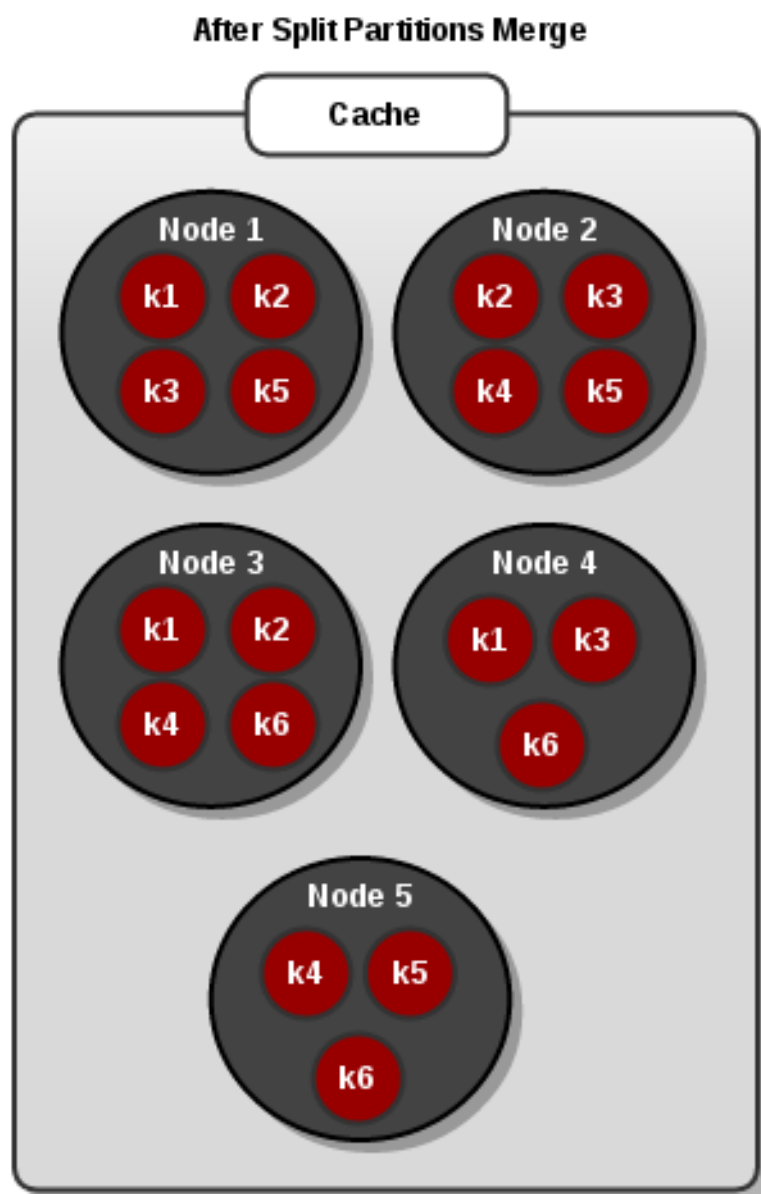 After Split Partitions Merge
Cache
Node 1
k1 k2
k3 k5
Node 2
k2 k3
k4 k5
Node 3
k1 k2
k4 k6
Node 4
k1 k3
k6
Node 5
k4 k5
k6